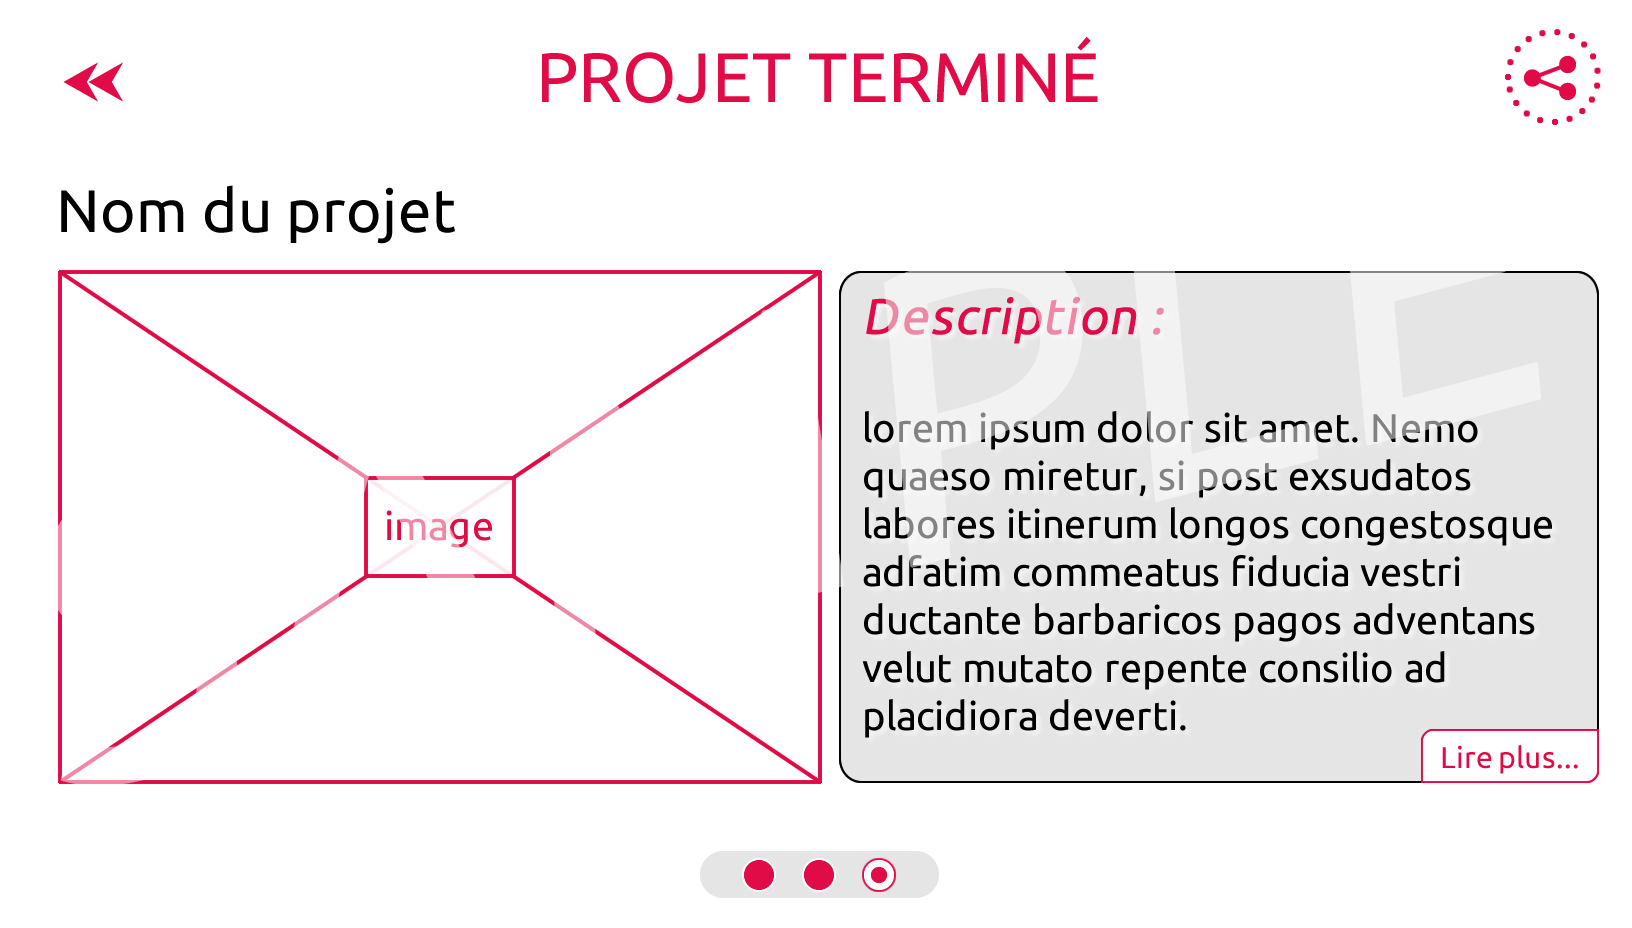 PROJET TERMINÉ
Nom du projet
image
Description :
lorem ipsum dolor sit amet. Nemo
quaeso miretur, si post exsudatos
labores itinerum longos congestosque
adfatim commeatus fiducia vestri
ductante barbaricos pagos adventans
velut mutato repente consilio ad
placidiora deverti.
Lire plus...